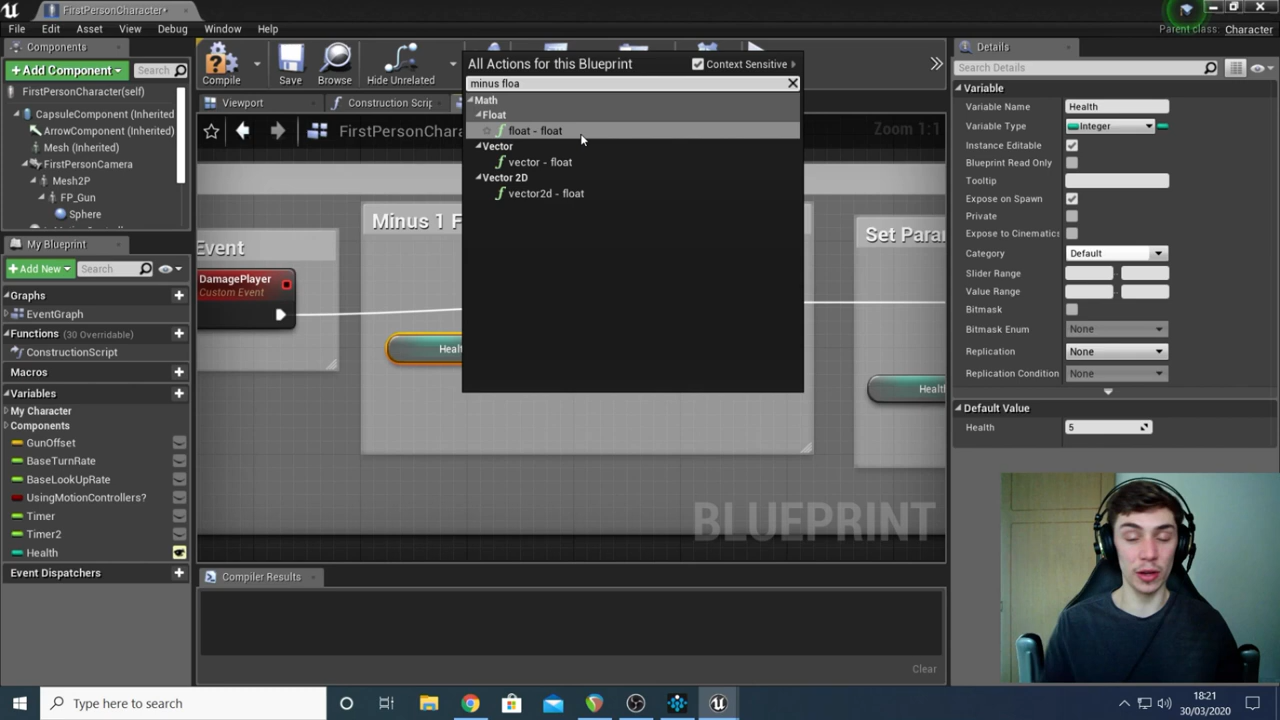 FirstPersonCharacter*
File Edit Asset View Debug Window Help
Parent class: Character
Components
+ Add Component
Search
FirstPersonCharacter(self)
CapsuleComponent (Inherited)
ArrowComponent (Inherited)
Mesh (Inherited)
FirstPersonCamera
Mesh2P
FP_Gun
Sphere
My Blueprint
+ Add New
Search
Graphs
EventGraph
Functions (30 Overridable)
ConstructionScript
Macros
Variables
My Character
Components
GunOffset
BaseTurnRate
BaseLookUpRate
UsingMotionControllers?
Timer
Timer2
Health
Event Dispatchers
Compile
Save
Browse
Hide Unrelated
Viewport
Construction Scrip
FirstPersonChara
Zoom 1:1
Event
DamagePlayer
Custom Event
Minus 1 F
Healt
Set Para
Health
BLUEPRINT
All Actions for this Blueprint
Context Sensitive
minus floa
Math
Float
float - float
Vector
vector - float
Vector 2D
vector2d - float
Compiler Results
Clear
Details
Search Details
Variable
Variable Name Health
Variable Type Integer
Instance Editable
Blueprint Read Only
Tooltip
Expose on Spawn
Private
Expose to Cinematics
Category Default
Slider Range
Value Range
Bitmask
Bitmask Enum None
Replication None
Replication Condition None
Default Value
Health 5
Type here to search
18:21
30/03/2020